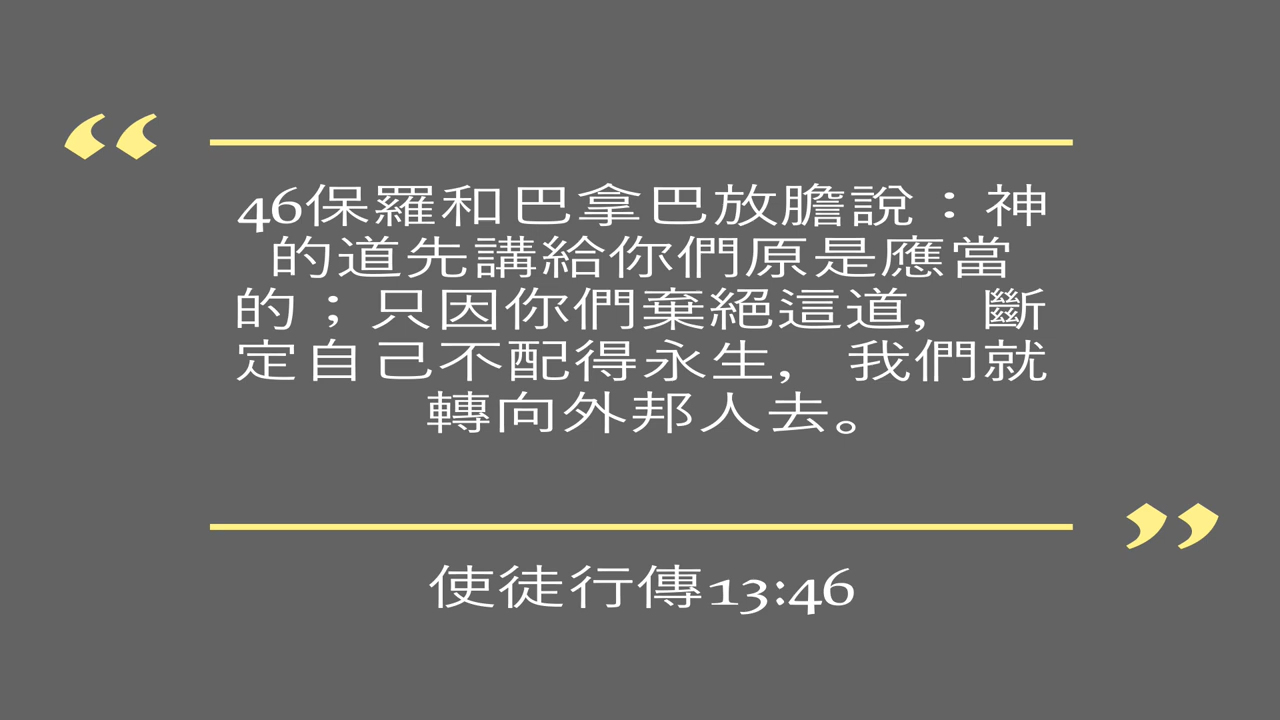 “
46保羅和巴拿巴放膽說：神
的道先講給你們原是應當
的；只因你們棄絕這道, 斷
定自己不配得永生, 我們就
轉向外邦人去。
”
使徒行傳13:46